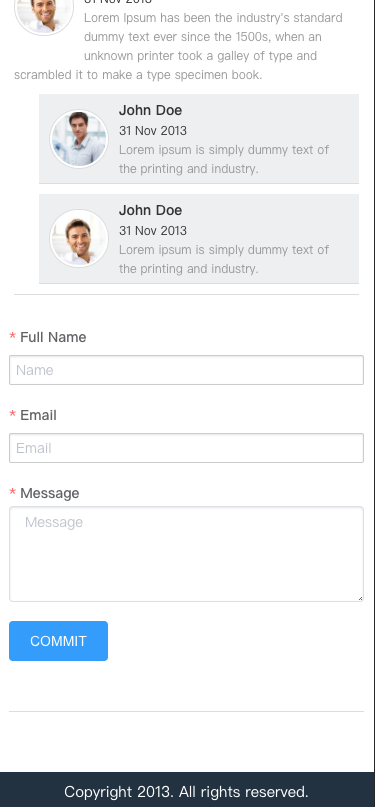 31 Nov 2013
Lorem Ipsum has been the industry's standard
dummy text ever since the 1500s, when an
unknown printer took a galley of type and
scrambled it to make a type specimen book.
John Doe
31 Nov 2013
Lorem ipsum is simply dummy text of
the printing and industry.
John Doe
31 Nov 2013
Lorem ipsum is simply dummy text of
the printing and industry.
* Full Name
Name
* Email
Email
* Message
Message
COMMIT
Copyright 2013. All rights reserved.